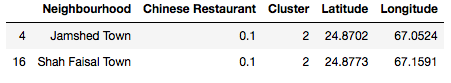 Neighbourhood Chinese Restaurant Cluster Latitude Longitude
4 Jamshed Town 0.1 2 24.8702 67.0524
16 Shah Faisal Town 0.1 2 24.8773 67.1591